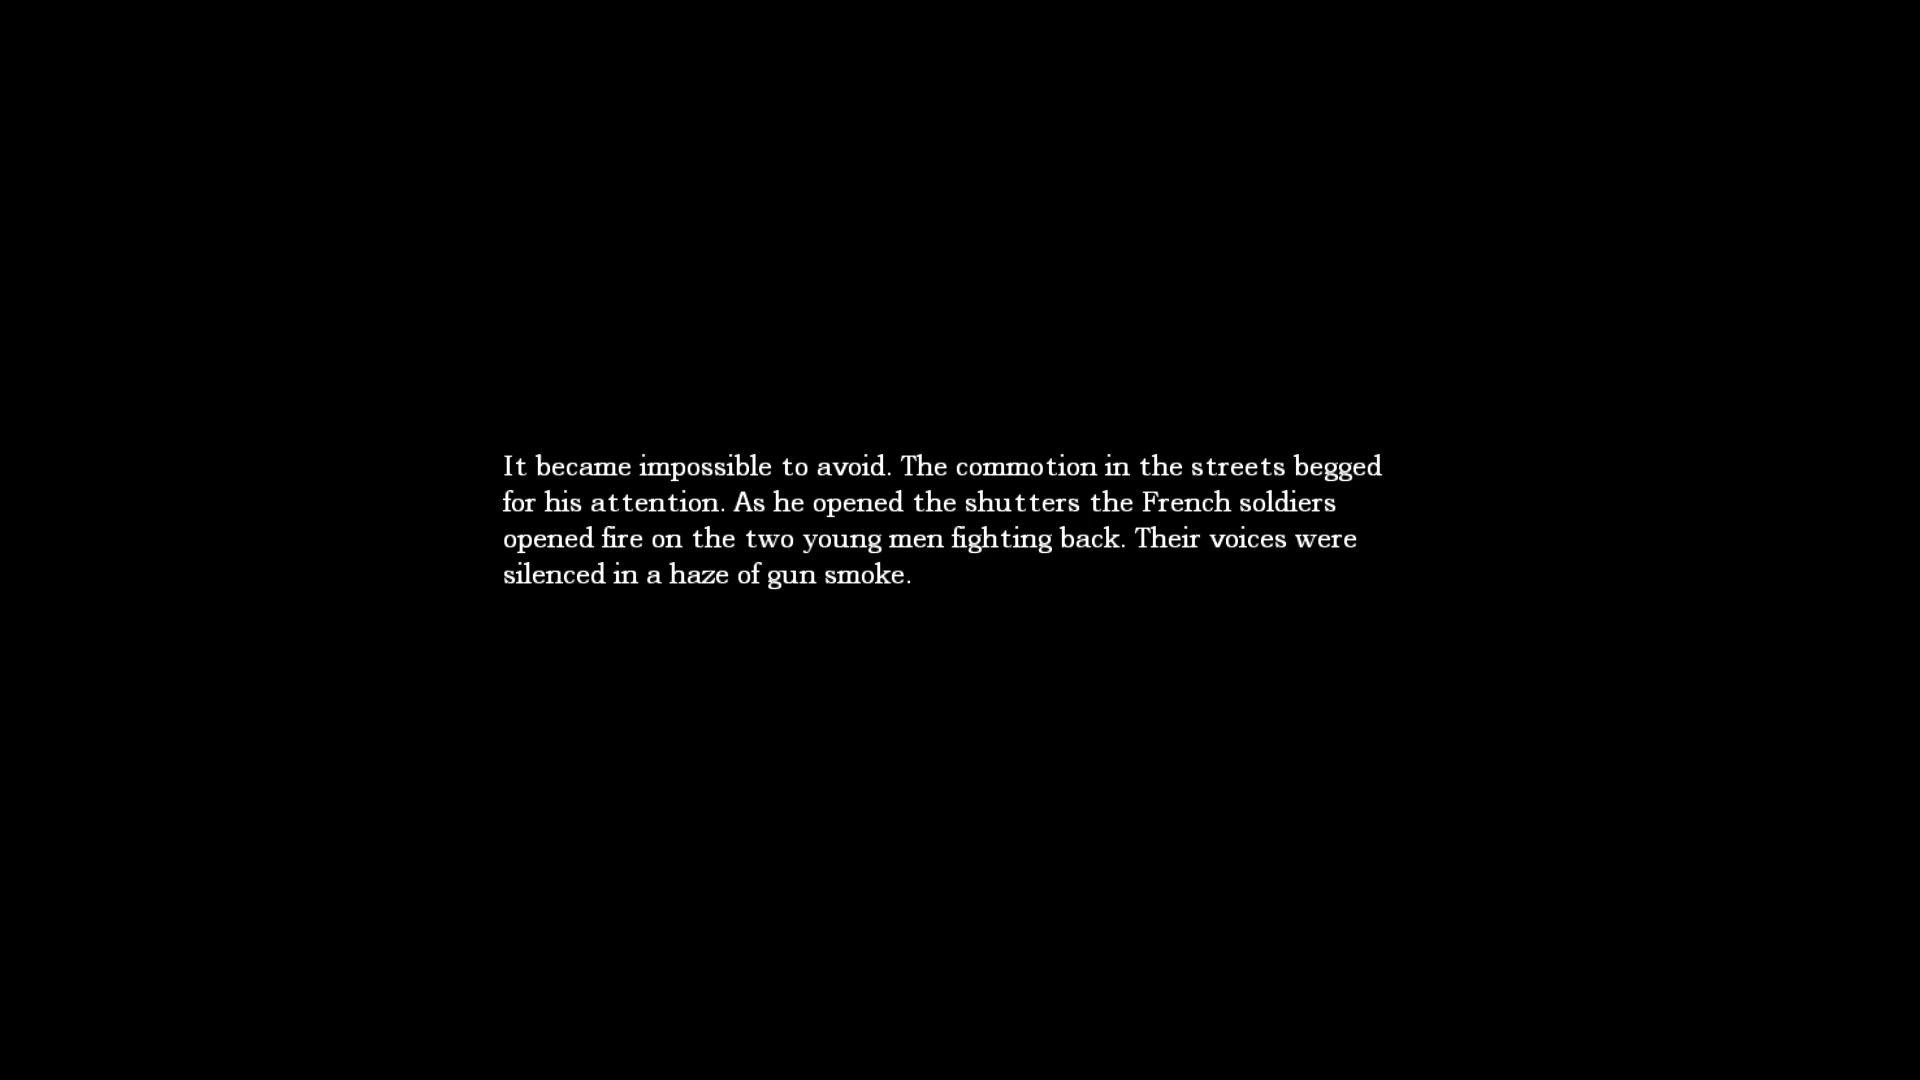 It became impossible to avoid. The commotion in the streets begged
for his attention. As he opened the shutters the French soldiers
opened fire on the two young men fighting back. Their voices were
silenced in a haze of gun smoke.